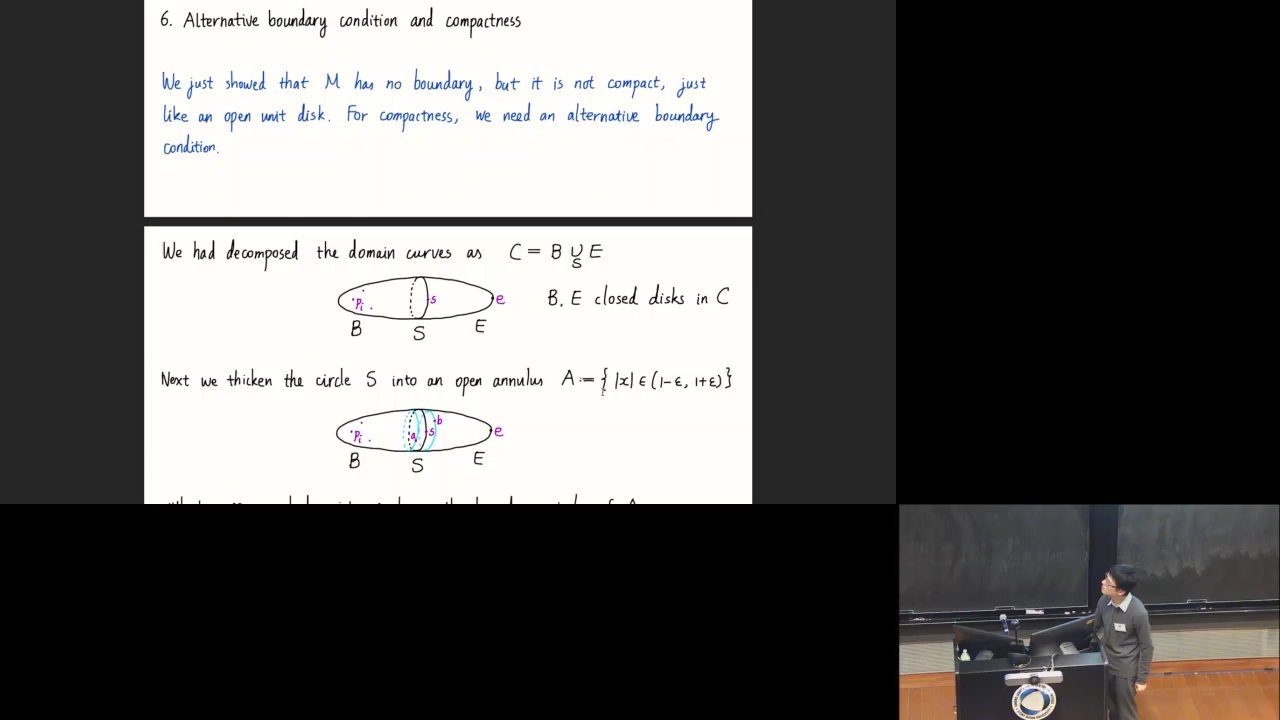 6. Alternative boundary condition and compactness
We just showed that M has no boundary, but it is not compact, just
like an open unit disk. For compactness, we need an alternative boundary
condition.
We had decomposed the domain curves as C = B ∪_S E
p_i s e
B S E
B, E closed disks in C
Next we thicken the circle S into an open annulus A := { |x| ∈ (1-ε, 1+ε) }
p_i a s b e
B S E